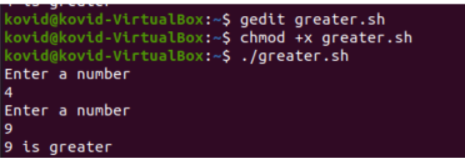 kovid@kovid-VirtualBox:~$ gedit greater.sh
kovid@kovid-VirtualBox:~$ chmod +x greater.sh
kovid@kovid-VirtualBox:~$ ./greater.sh
Enter a number
4
Enter a number
9
9 is greater